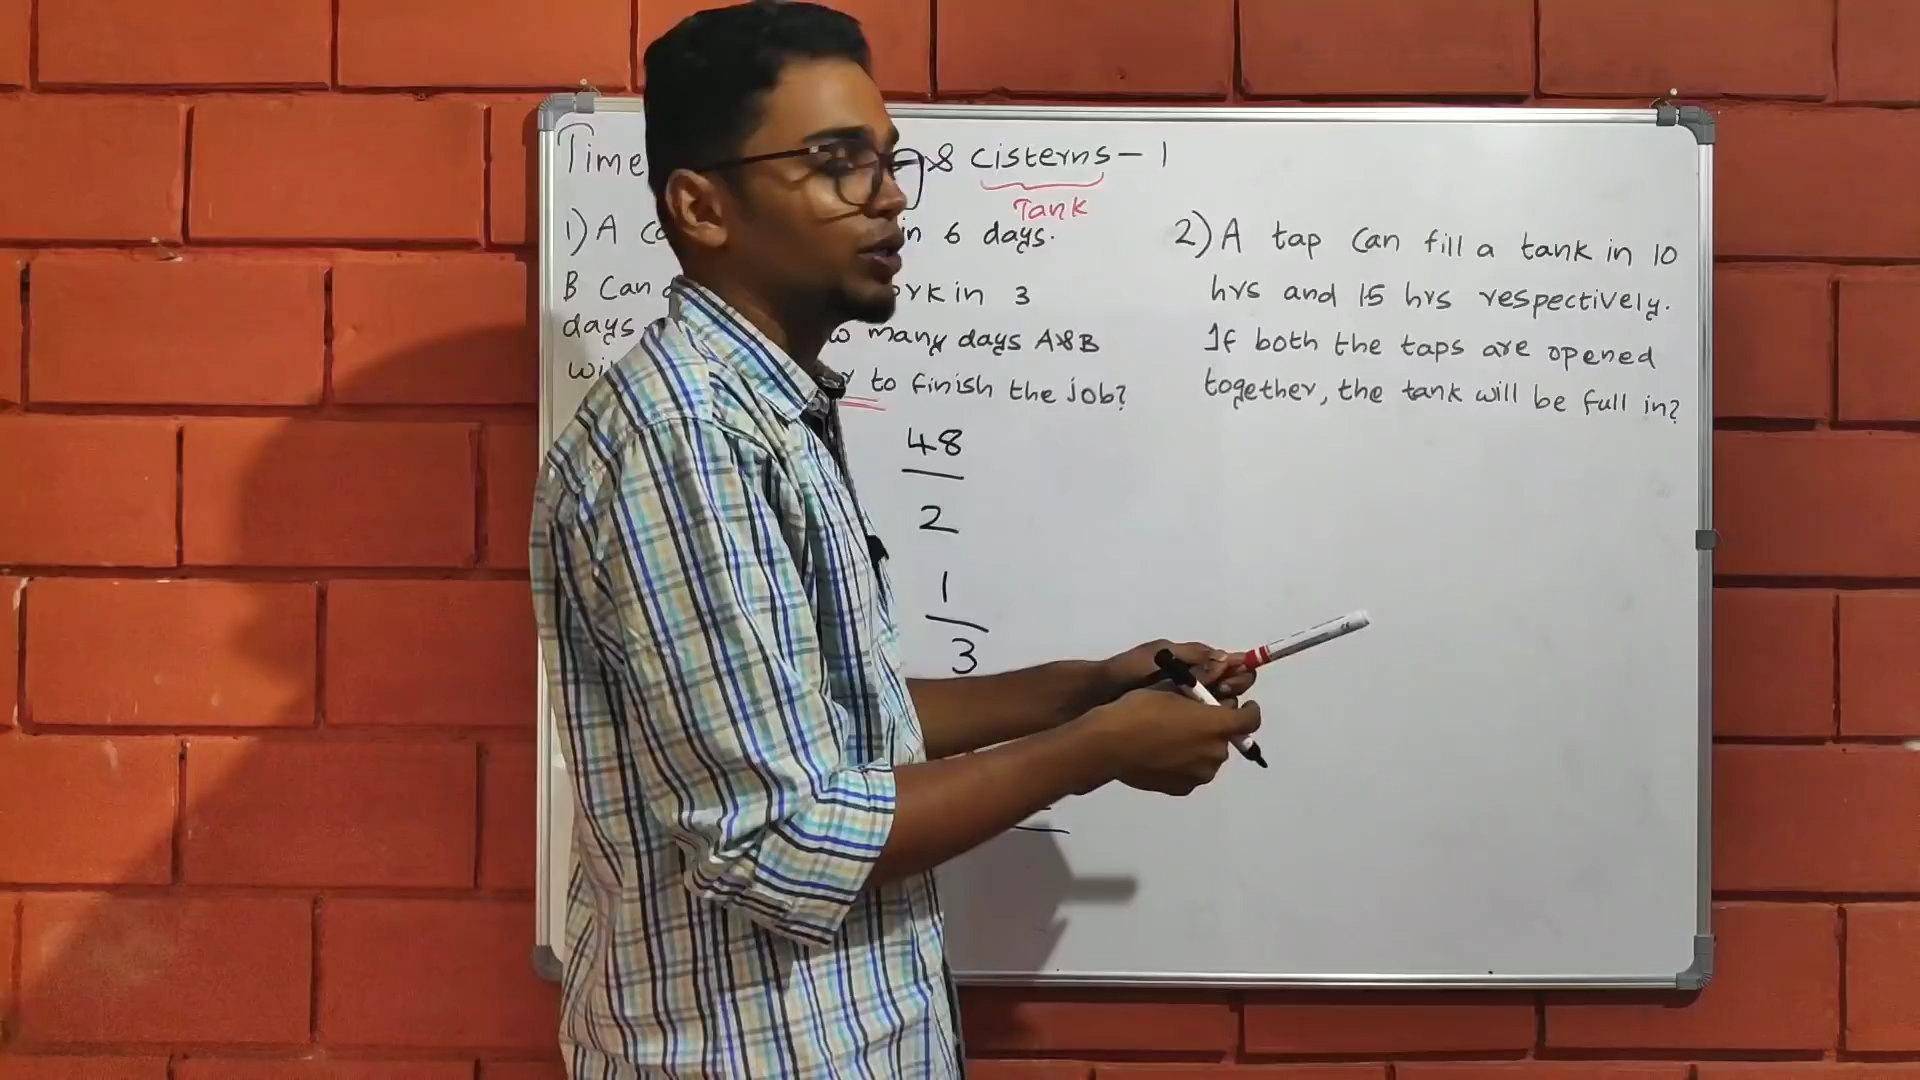 Time & Cisterns - 1
Tank
1) A in 6 days.
B Can in 3
days many days A&B
to finish the job?
48
2
1
3
2) A tap can fill a tank in 10
hrs and 15 hrs respectively.
If both the taps are opened
together, the tank will be full in?